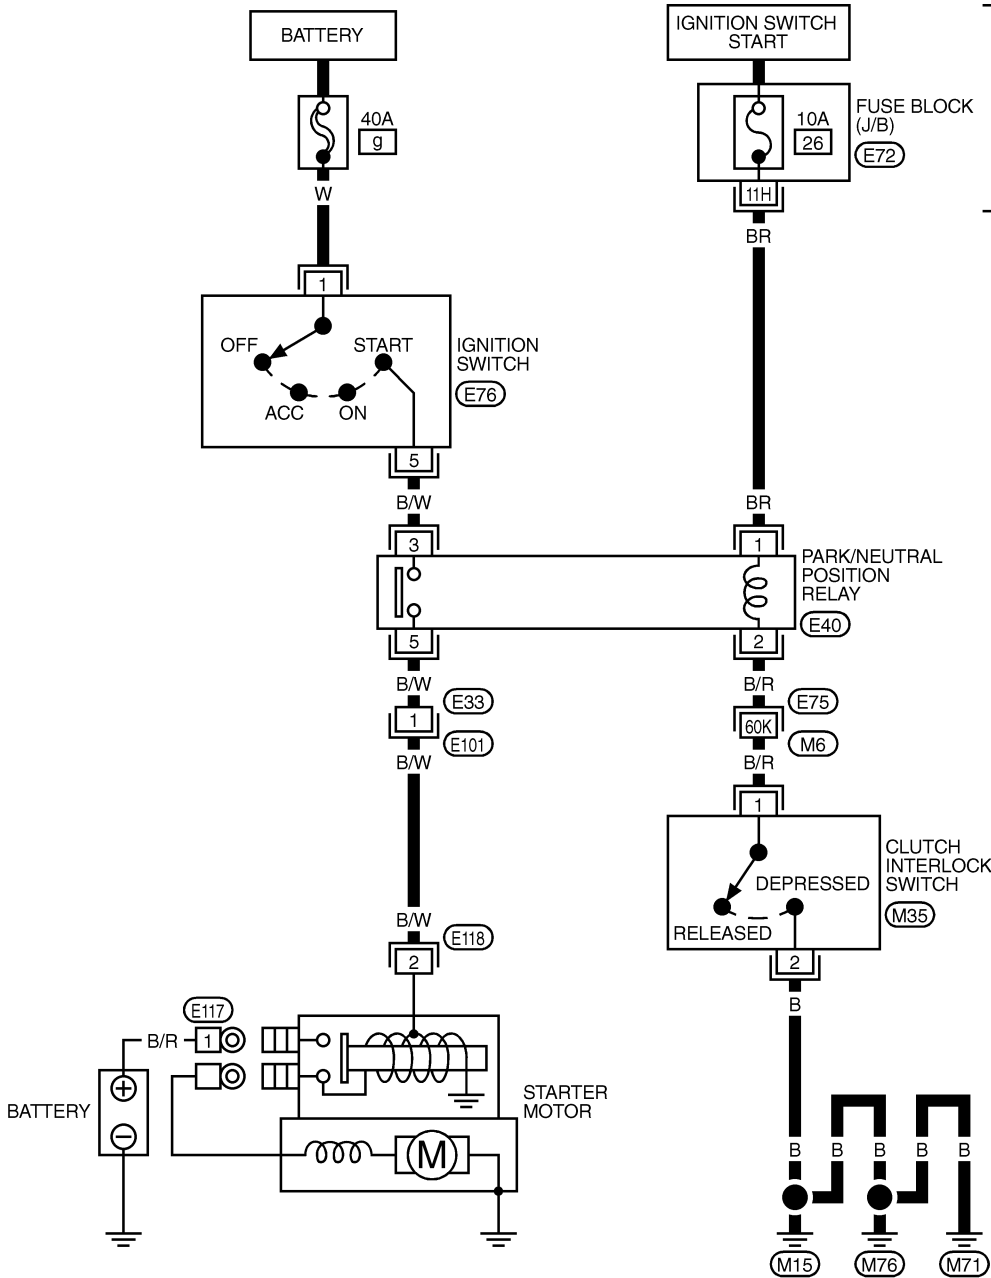 BATTERY
IGNITION SWITCH
START
40A
g
10A
26
FUSE BLOCK
(J/B)
E72
11H
W
BR
1
OFF
START
ACC
ON
IGNITION
SWITCH
E76
5
B/W
BR
3
1
PARK/NEUTRAL
POSITION
RELAY
E40
5
2
B/W
B/R
E33
E75
1
60K
E101
M6
B/W
B/R
1
CLUTCH
INTERLOCK
SWITCH
M35
DEPRESSED
RELEASED
B/W
E118
2
2
B
E117
B/R
1
BATTERY
+
−
STARTER
MOTOR
M
B
B
B
B
B
M15
M76
M71